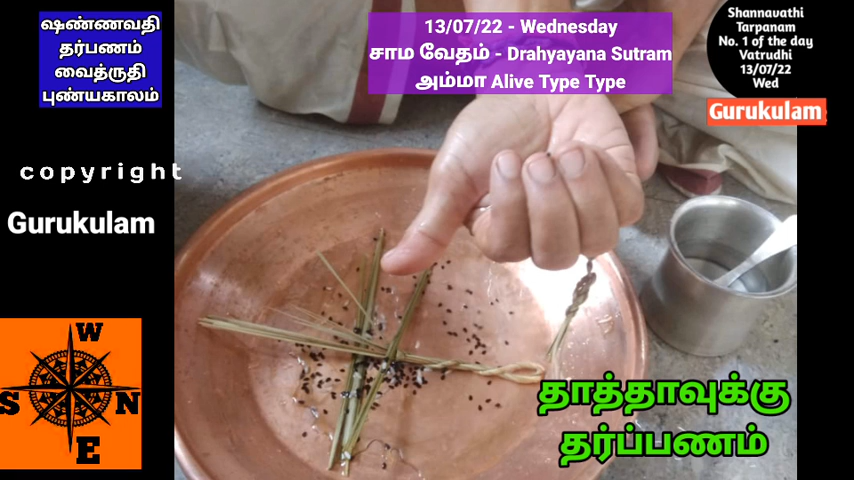 ஷண்ணவதி
தர்பணம்
வைத்ருதி
புண்யகாலம்
13/07/22 - Wednesday
சாம வேதம் - Drahyayana Sutram
அம்மா Alive Type Type
Shannavathi
Tarpanam
No. 1 of the day
Vatrudhi
13/07/22
Wed
Gurukulam
copyright
Gurukulam
W
S N
E
தாத்தாவுக்கு
தர்ப்பணம்